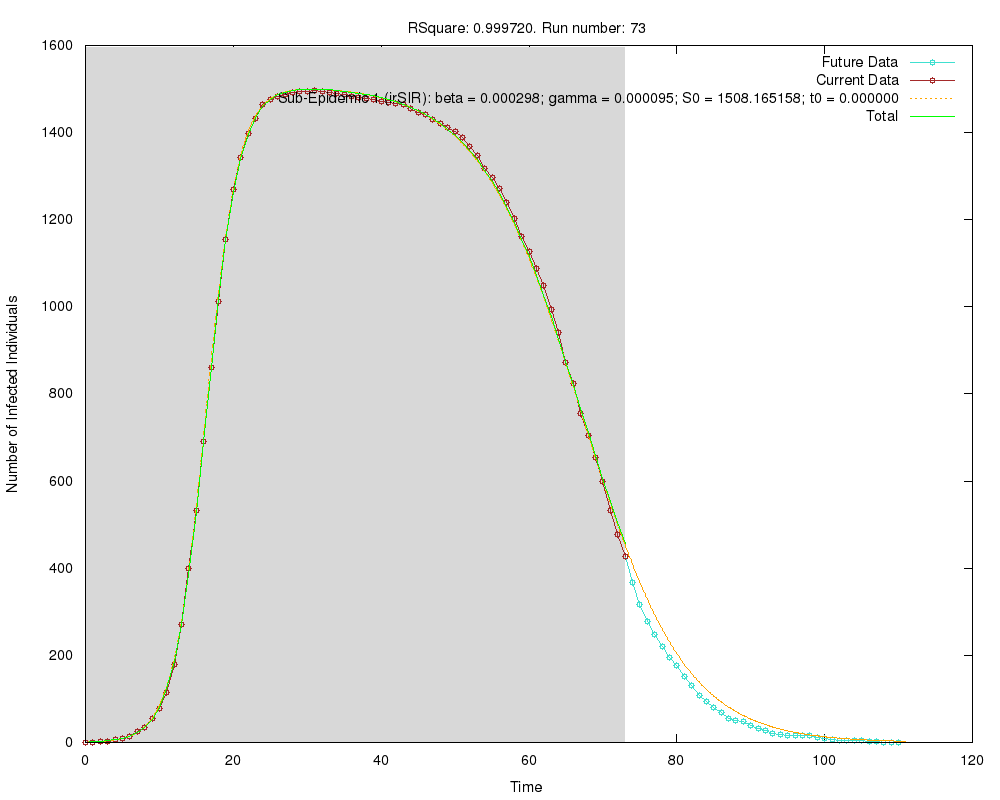 RSquare: 0.999720. Run number: 73
1600
1400
1200
1000
800
600
400
200
0
0 20 40 60 80 100 120
Number of Infected Individuals
Time
Future Data
Current Data
Sub-Epidemic 1 (irSIR): beta = 0.000298; gamma = 0.000095; S0 = 1508.165158; t0 = 0.000000
Total